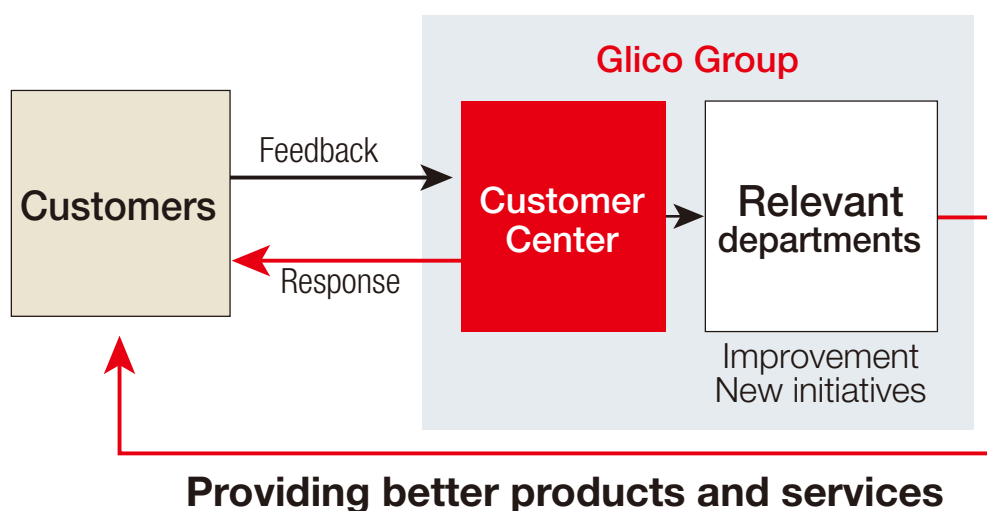 Glico Group
Customers
Feedback
Response
Customer
Center
Relevant
departments
Improvement
New initiatives
Providing better products and services